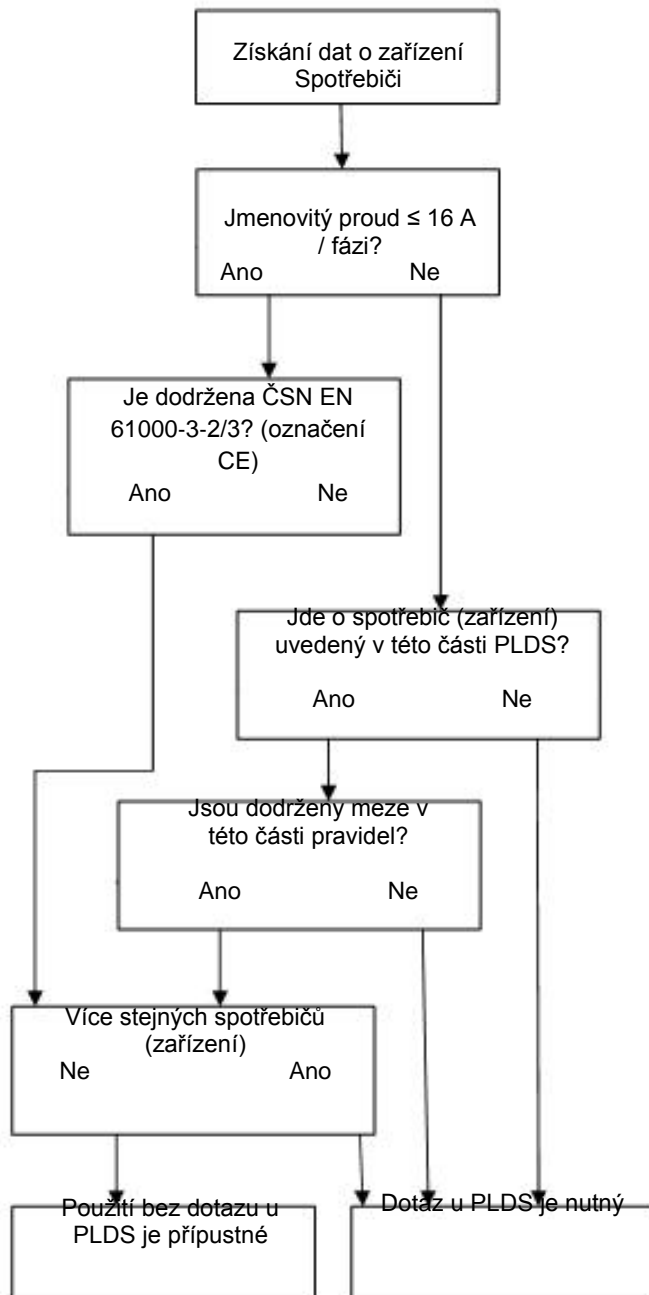 Získání dat o zařízení
Spotřebiči
Jmenovitý proud ≤ 16 A
/ fázi?
Ano Ne
Je dodržena ČSN EN
61000-3-2/3? (označení
CE)
Ano Ne
Jde o spotřebič (zařízení)
uvedený v této části PLDS?
Ano Ne
Jsou dodrženy meze v
této části pravidel?
Ano Ne
Více stejných spotřebičů
(zařízení)
Ne Ano
Použití bez dotazu u
PLDS je přípustné
Dotaz u PLDS je nutný